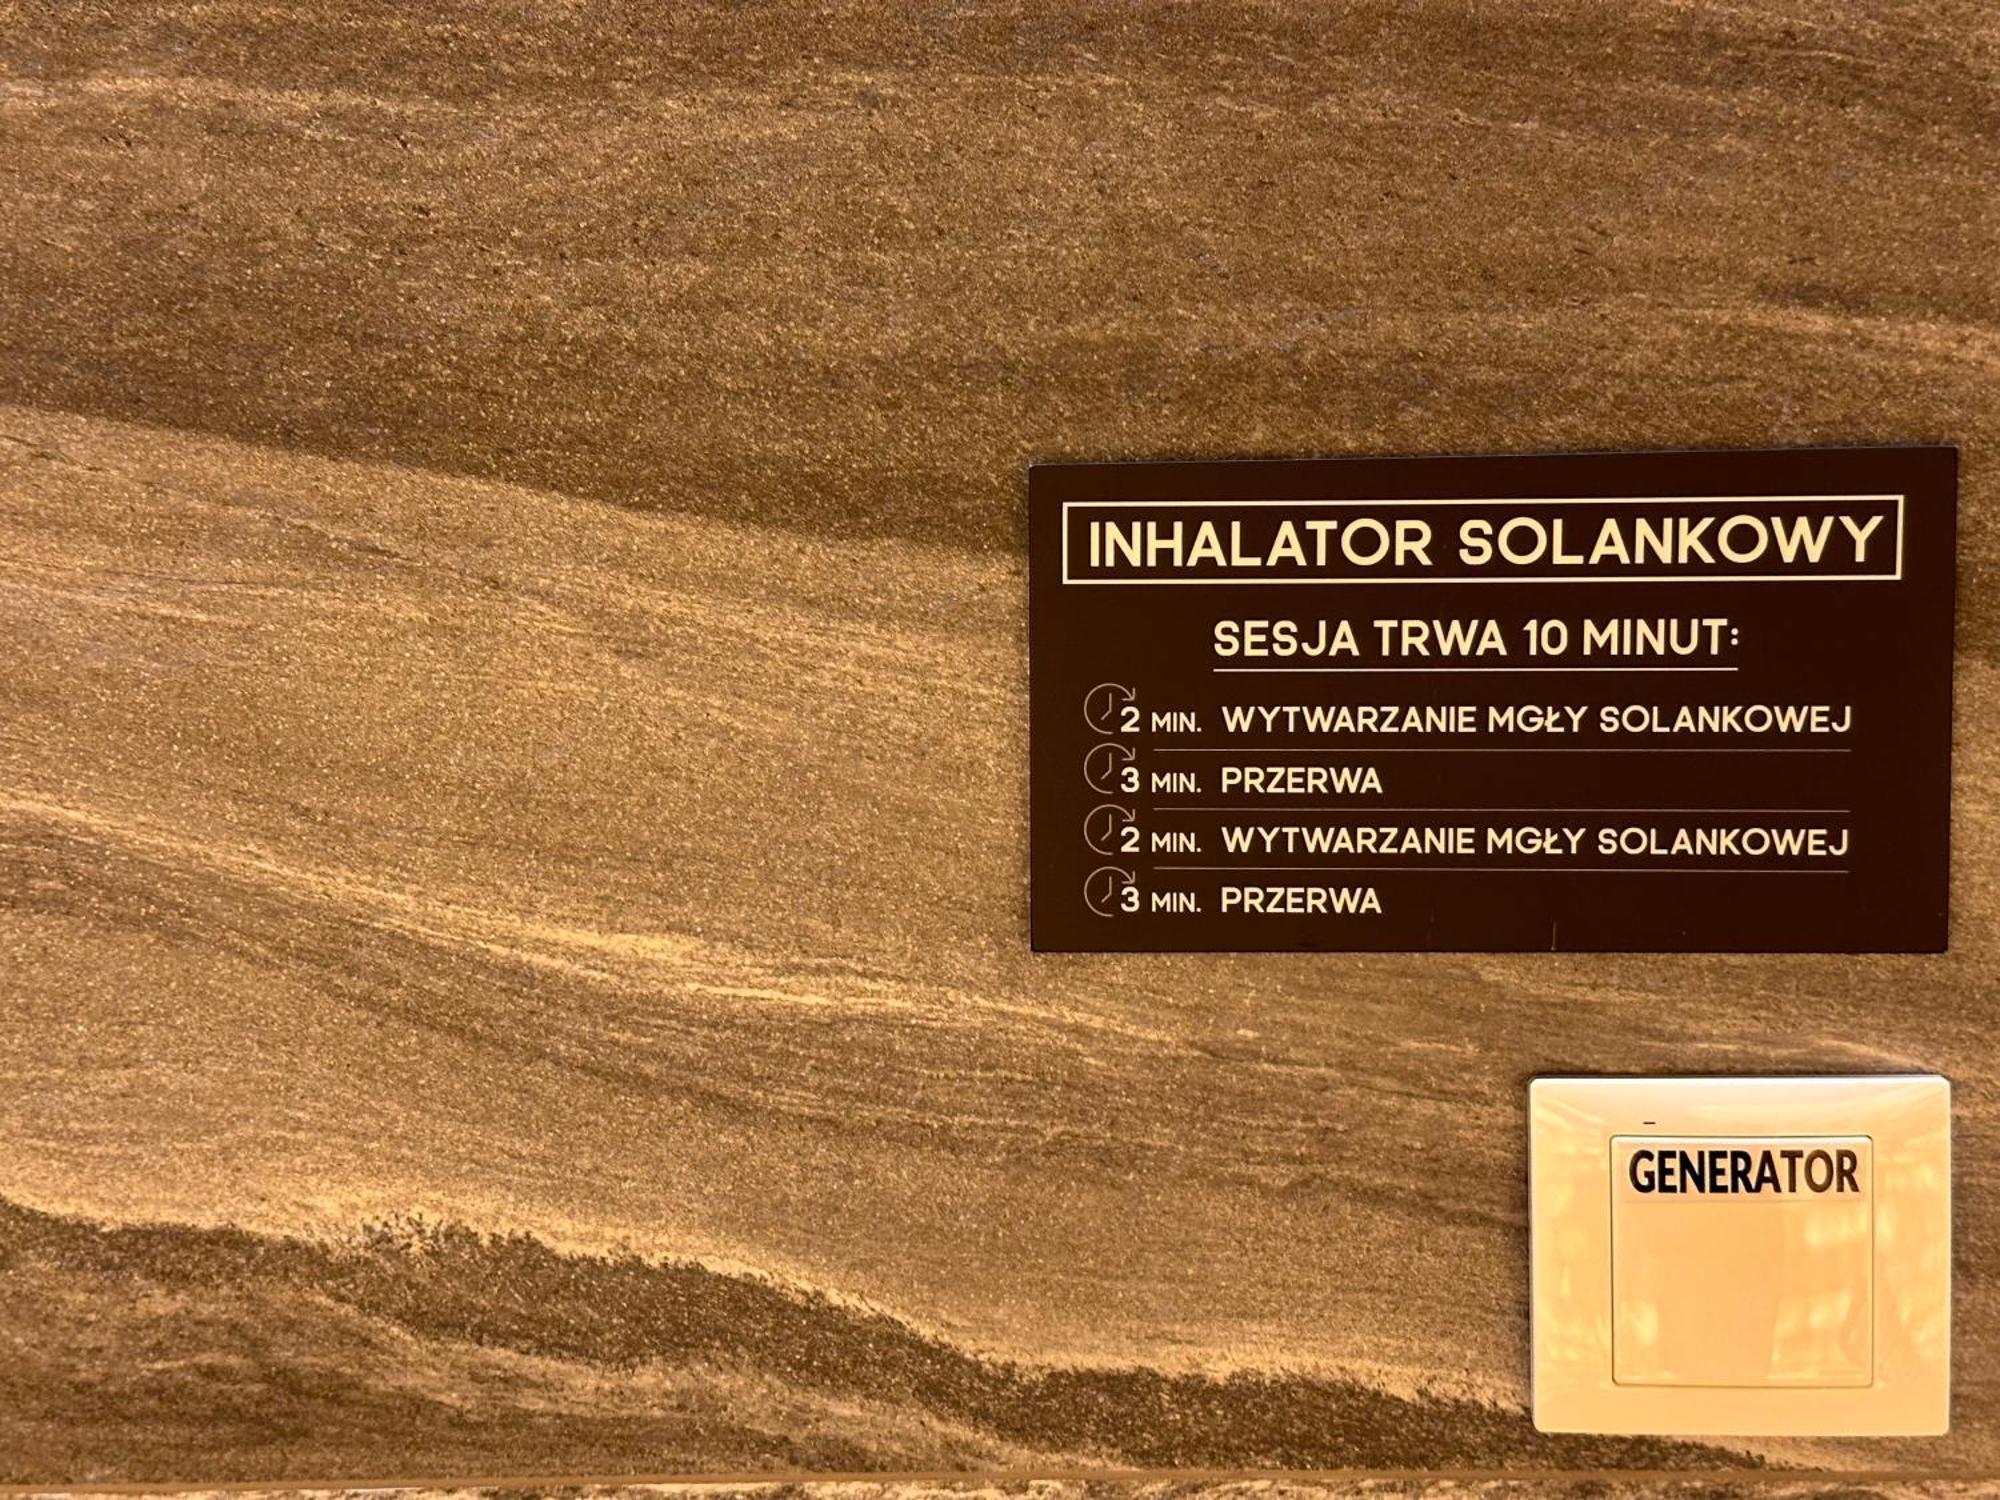 INHALATOR SOLANKOWY
SESJA TRWA 10 MINUT:
2 MIN. WYTWARZANIE MGŁY SOLANKOWEJ
3 MIN. PRZERWA
2 MIN. WYTWARZANIE MGŁY SOLANKOWEJ
3 MIN. PRZERWA
GENERATOR